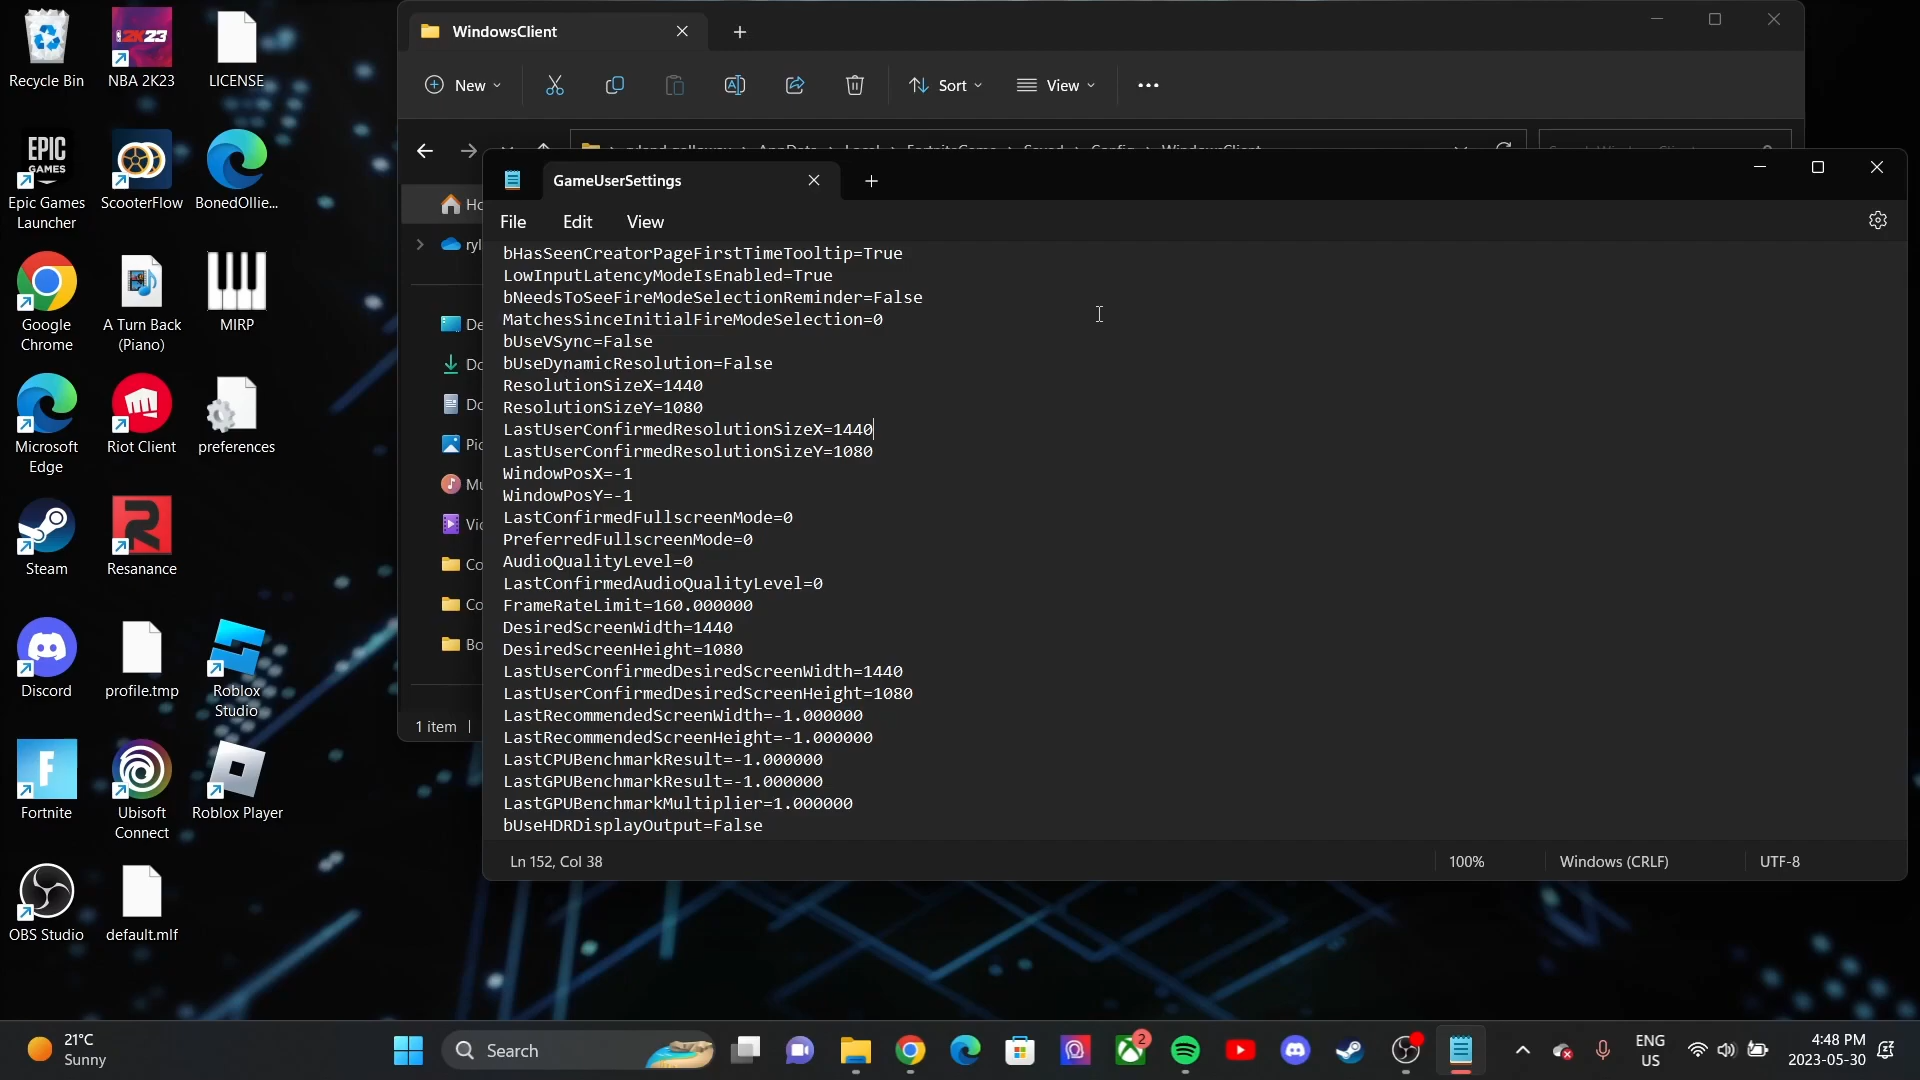 Recycle Bin
NBA 2K23
LICENSE
Epic Games
Launcher
ScooterFlow
BonedOllie...
Google
Chrome
A Turn Back
(Piano)
MIRP
Microsoft
Edge
Riot Client
preferences
Steam
Resanance
Discord
profile.tmp
Roblox
Studio
Fortnite
Ubisoft
Connect
Roblox Player
OBS Studio
default.mlf
WindowsClient
New
Sort
View
1 item
GameUserSettings
File Edit View
bHasSeenCreatorPageFirstTimeTooltip=True
LowInputLatencyModeIsEnabled=True
bNeedsToSeeFireModeSelectionReminder=False
MatchesSinceInitialFireModeSelection=0
bUseVSync=False
bUseDynamicResolution=False
ResolutionSizeX=1440
ResolutionSizeY=1080
LastUserConfirmedResolutionSizeX=1440
LastUserConfirmedResolutionSizeY=1080
WindowPosX=-1
WindowPosY=-1
LastConfirmedFullscreenMode=0
PreferredFullscreenMode=0
AudioQualityLevel=0
LastConfirmedAudioQualityLevel=0
FrameRateLimit=160.000000
DesiredScreenWidth=1440
DesiredScreenHeight=1080
LastUserConfirmedDesiredScreenWidth=1440
LastUserConfirmedDesiredScreenHeight=1080
LastRecommendedScreenWidth=-1.000000
LastRecommendedScreenHeight=-1.000000
LastCPUBenchmarkResult=-1.000000
LastGPUBenchmarkResult=-1.000000
LastGPUBenchmarkMultiplier=1.000000
bUseHDRDisplayOutput=False
Ln 152, Col 38
100%
Windows (CRLF)
UTF-8
21°C
Sunny
Search
2
ENG
US
4:48 PM
2023-05-30